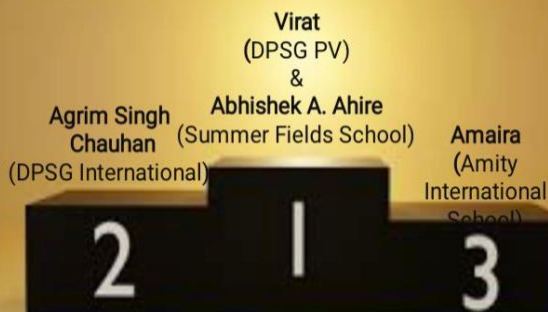 Virat
(DPSG PV)
&
Abhishek A. Ahire
(Summer Fields School)
Agrim Singh
Chauhan
(DPSG International)
Amaira
(Amity
International
School)
2
1
3